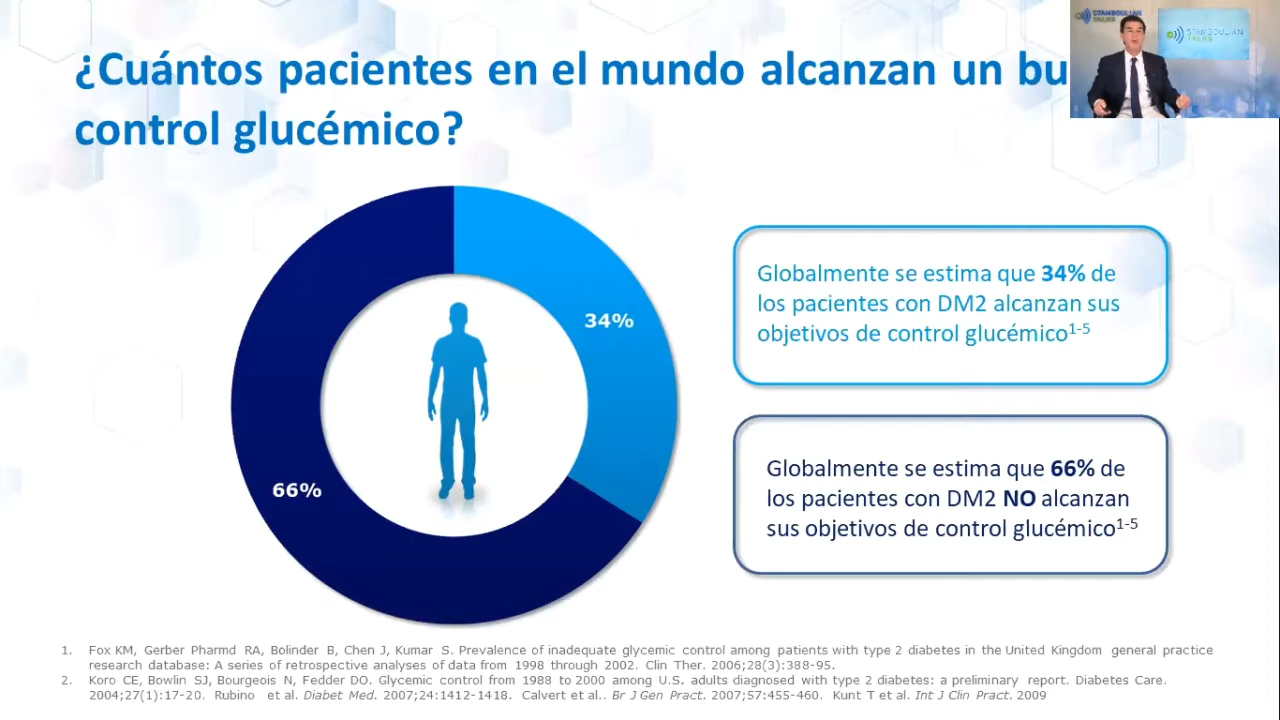 ¿Cuántos pacientes en el mundo alcanzan un bu
control glucémico?
STAMBOULIAN
TALKS
STAMBOULIAN
TALKS
34%
66%
Globalmente se estima que 34% de
los pacientes con DM2 alcanzan sus
objetivos de control glucémico1-5
Globalmente se estima que 66% de
los pacientes con DM2 NO alcanzan
sus objetivos de control glucémico1-5
1. Fox KM, Gerber Pharmd RA, Bolinder B, Chen J, Kumar S. Prevalence of inadequate glycemic control among patients with type 2 diabetes in the United Kingdom general practice
research database: A series of retrospective analyses of data from 1998 through 2002. Clin Ther. 2006;28(3):388-95.
2. Koro CE, Bowlin SJ, Bourgeois N, Fedder DO. Glycemic control from 1988 to 2000 among U.S. adults diagnosed with type 2 diabetes: a preliminary report. Diabetes Care.
2004;27(1):17-20. Rubino et al. Diabet Med. 2007;24:1412-1418. Calvert et al.. Br J Gen Pract. 2007;57:455-460. Kunt T et al. Int J Clin Pract. 2009